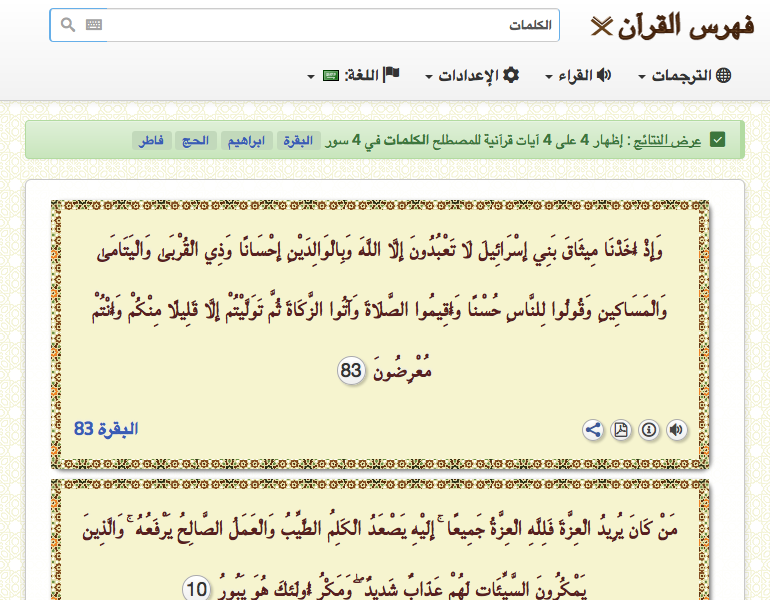 فهرس القرآن
الكلمات
الترجمات
القراء
الإعدادات
اللغة:
عرض النتائج : إظهار 4 على 4 آيات قرآنية للمصطلح الكلمات في 4 سور البقرة ابراهيم الحج فاطر
وَإِذْ أَخَذْنَا مِيثَاقَ بَنِي إِسْرَائِيلَ لَا تَعْبُدُونَ إِلَّا اللَّهَ وَبِالْوَالِدَيْنِ إِحْسَانًا وَذِي الْقُرْبَىٰ وَالْيَتَامَىٰ
وَالْمَسَاكِينِ وَقُولُوا لِلنَّاسِ حُسْنًا وَأَقِيمُوا الصَّلَاةَ وَآتُوا الزَّكَاةَ ثُمَّ تَوَلَّيْتُمْ إِلَّا قَلِيلًا مِنْكُمْ وَأَنْتُمْ
مُعْرِضُونَ 83
البقرة 83
مَنْ كَانَ يُرِيدُ الْعِزَّةَ فَلِلَّهِ الْعِزَّةُ جَمِيعًا ۚ إِلَيْهِ يَصْعَدُ الْكَلِمُ الطَّيِّبُ وَالْعَمَلُ الصَّالِحُ يَرْفَعُهُ ۚ وَالَّذِينَ
يَمْكُرُونَ السَّيِّئَاتِ لَهُمْ عَذَابٌ شَدِيدٌ ۖ وَمَكْرُ أُولَٰئِكَ هُوَ يَبُورُ 10